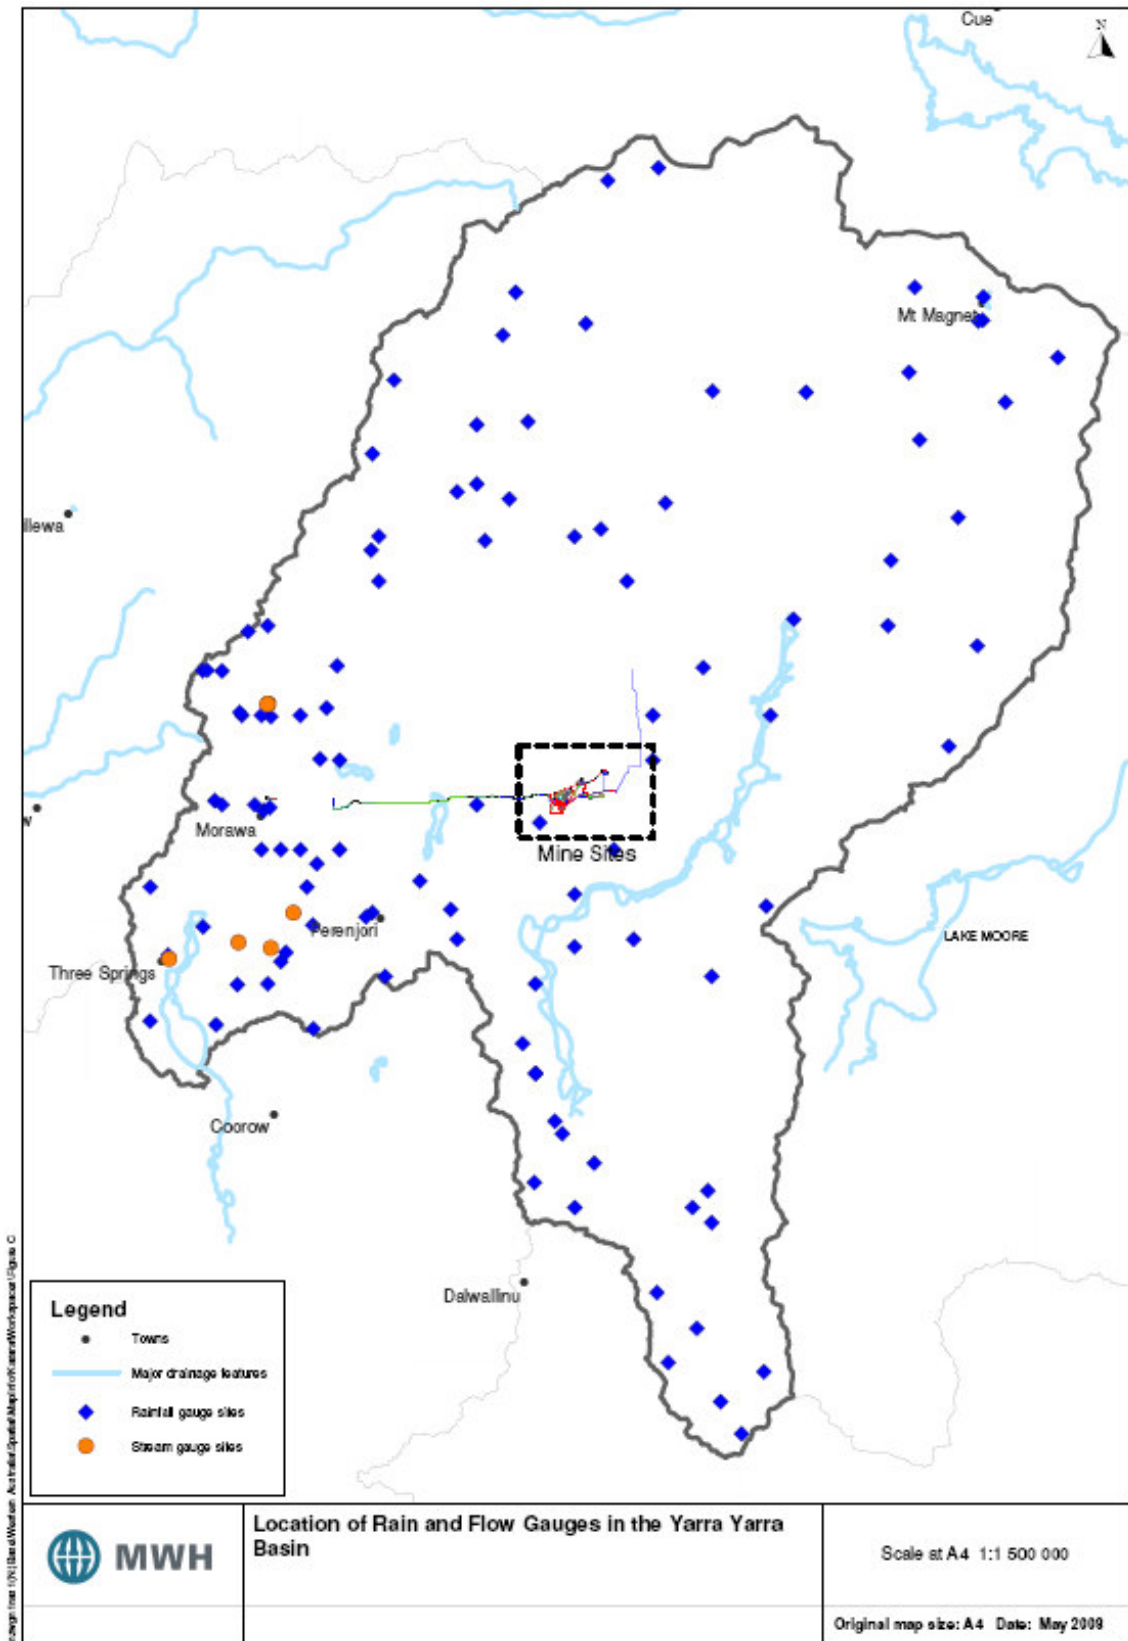 Cue
N
Mt Magnet
llewa
Morawa
Mine Sites
Perenjori
LAKE MOORE
Three Springs
Coorow
Dalwallinu
Legend
Towns
Major drainage features
Rainfall gauge sites
Stream gauge sites
MWH
Location of Rain and Flow Gauges in the Yarra Yarra
Basin
Scale at A4 1:1 500 000
Original map size: A4 Date: May 2009